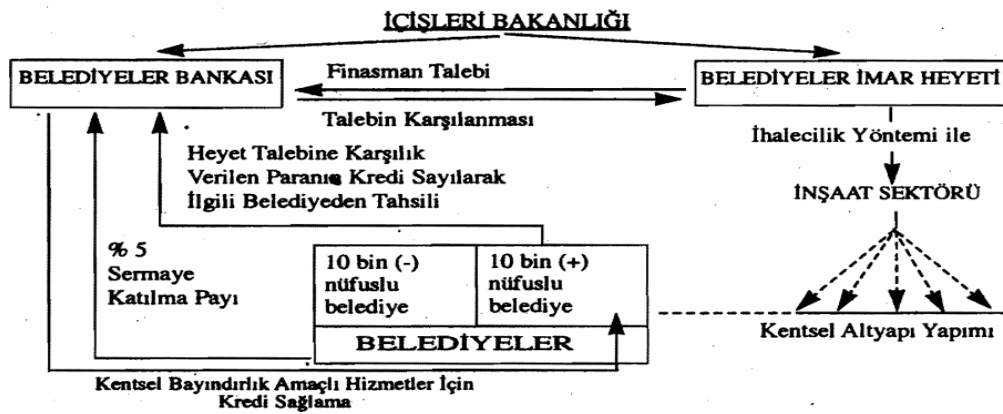 İÇİŞLERİ BAKANLIĞI
BELEDİYELER BANKASI
Finasman Talebi
BELEDİYELER İMAR HEYETİ
Talebin Karşılanması
İhalecilik Yöntemi ile
Heyet Talebine Karşılık
Verilen Paranın Kredi Sayılarak
İlgili Belediyeden Tahsili
İNŞAAT SEKTÖRÜ
% 5
Sermaye
Katılma Payı
10 bin (-)
nüfuslu
belediye
10 bin (+)
nüfuslu
belediye
BELEDİYELER
Kentsel Altyapı Yapımı
Kentsel Bayındırlık Amaçlı Hizmetler İçin
Kredi Sağlama